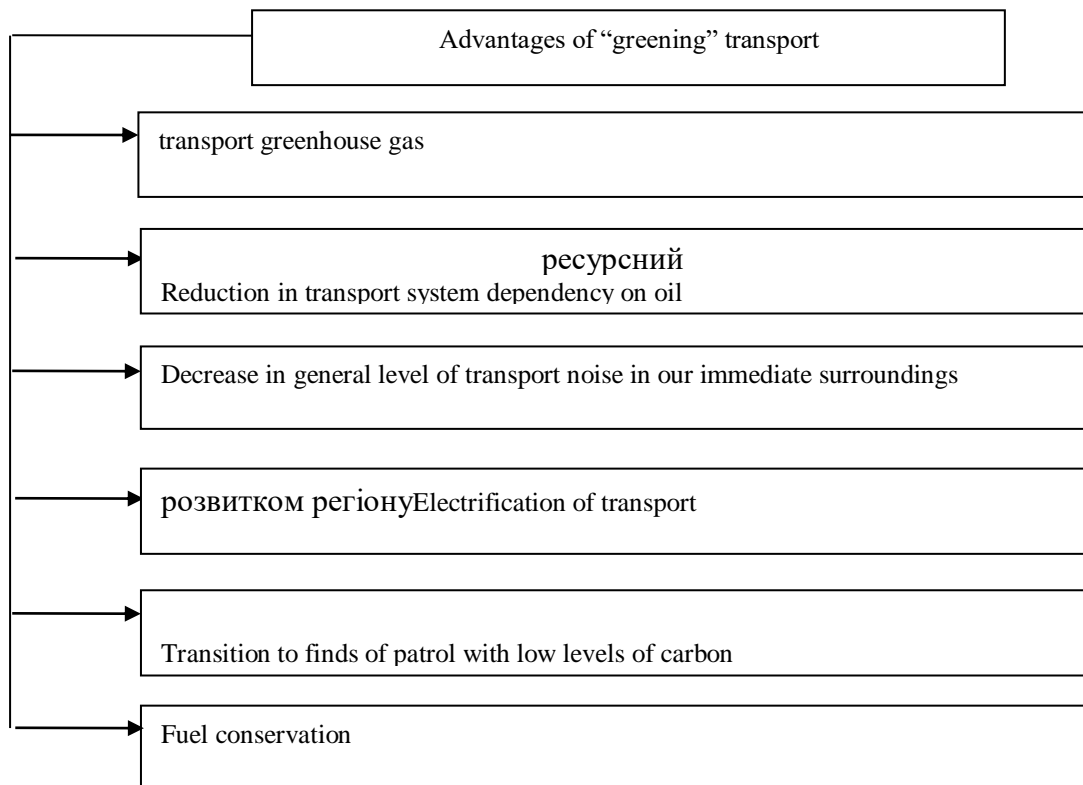 Advantages of “greening” transport
transport greenhouse gas
ресурсний
Reduction in transport system dependency on oil
Decrease in general level of transport noise in our immediate surroundings
розвитком регіонуElectrification of transport
Transition to finds of patrol with low levels of carbon
Fuel conservation